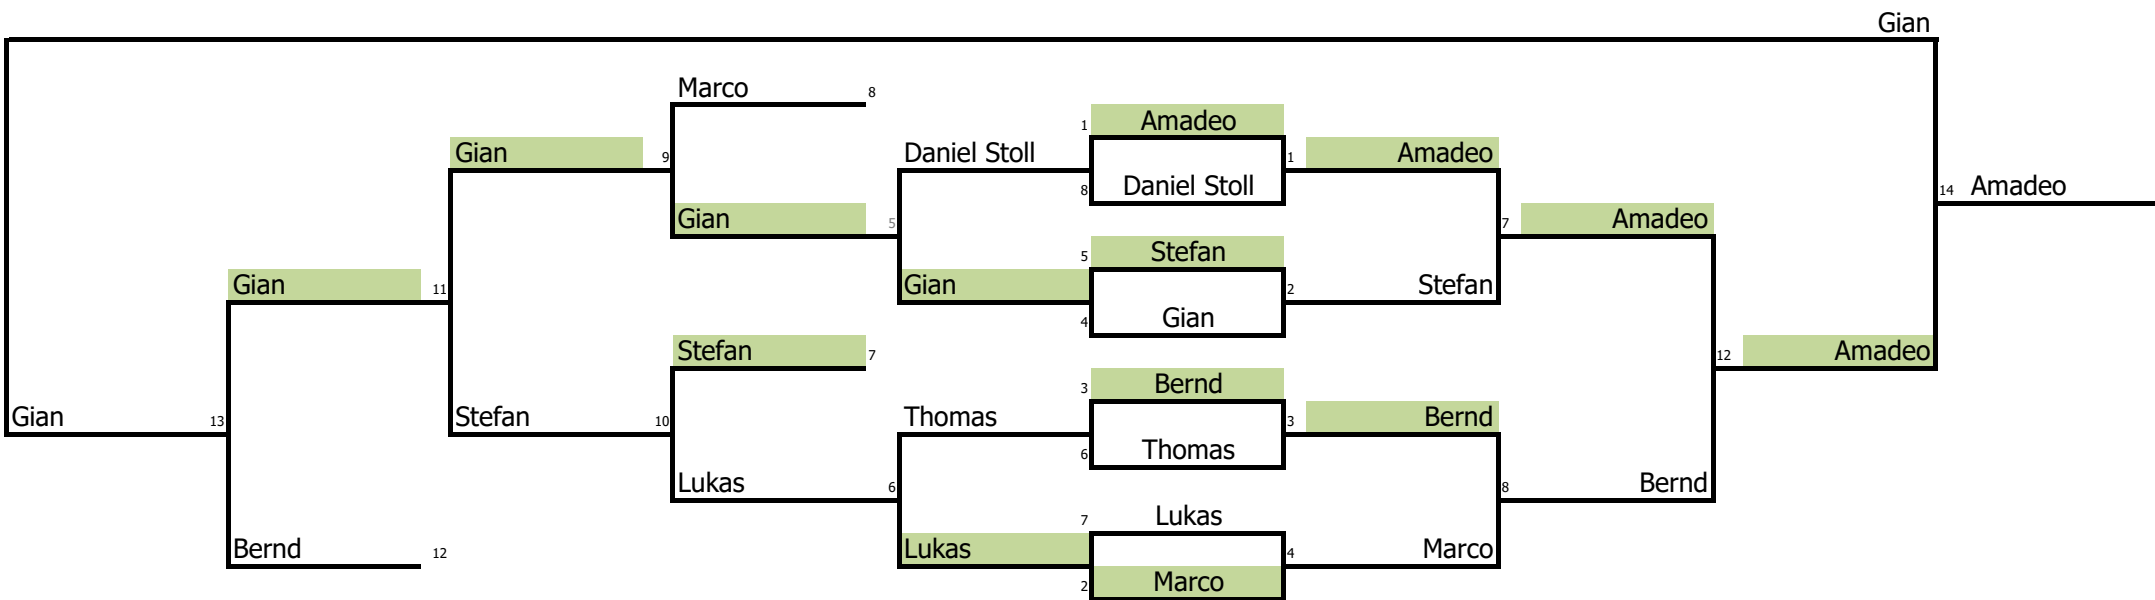 Gian
Marco 8
1 Amadeo
Gian 9 Daniel Stoll 1 Amadeo
8 Daniel Stoll 14 Amadeo
Gian 5 7 Amadeo
5 Stefan
Gian 11 Gian 2 Stefan
4 Gian
Stefan 7 12 Amadeo
3 Bernd
Gian 13 Stefan 10 Thomas 3 Bernd
6 Thomas
Lukas 6 8 Bernd
7 Lukas
Bernd 12 Lukas 4 Marco
2 Marco